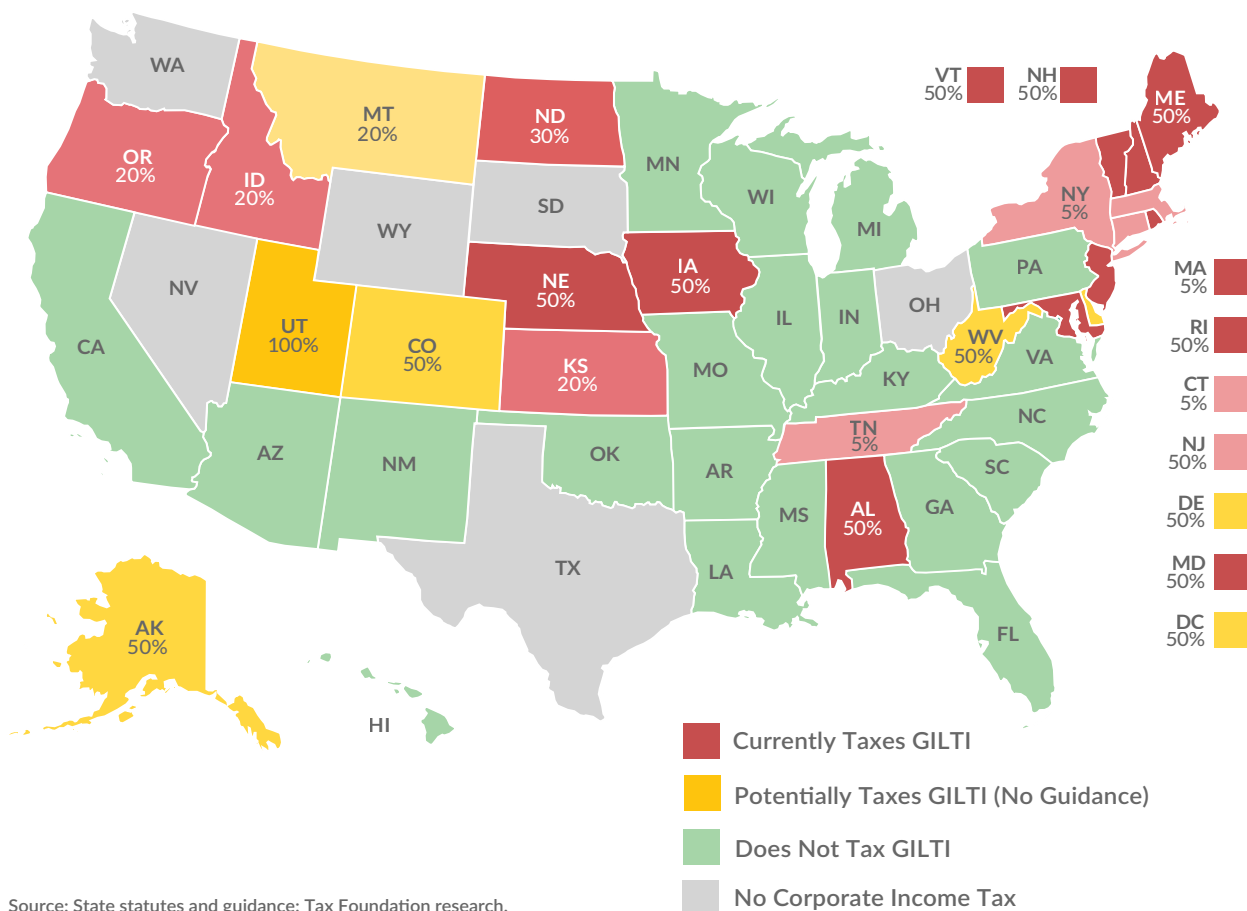 WA
MT
20%
ND
30%
MN
VT
50%
NH
50%
ME
50%
OR
20%
ID
20%
WY
SD
WI
MI
NY
5%
NV
UT
100%
CO
50%
NE
50%
IA
50%
IL
IN
OH
PA
MA
5%
RI
50%
CA
KS
20%
MO
KY
WV
50%
VA
CT
5%
AZ
NM
OK
AR
TN
5%
NC
SC
NJ
50%
DE
50%
TX
LA
MS
AL
50%
GA
FL
MD
50%
DC
50%
AK
50%
HI
Currently Taxes GILTI
Potentially Taxes GILTI (No Guidance)
Does Not Tax GILTI
No Corporate Income Tax
Source: State statutes and guidance; Tax Foundation research.